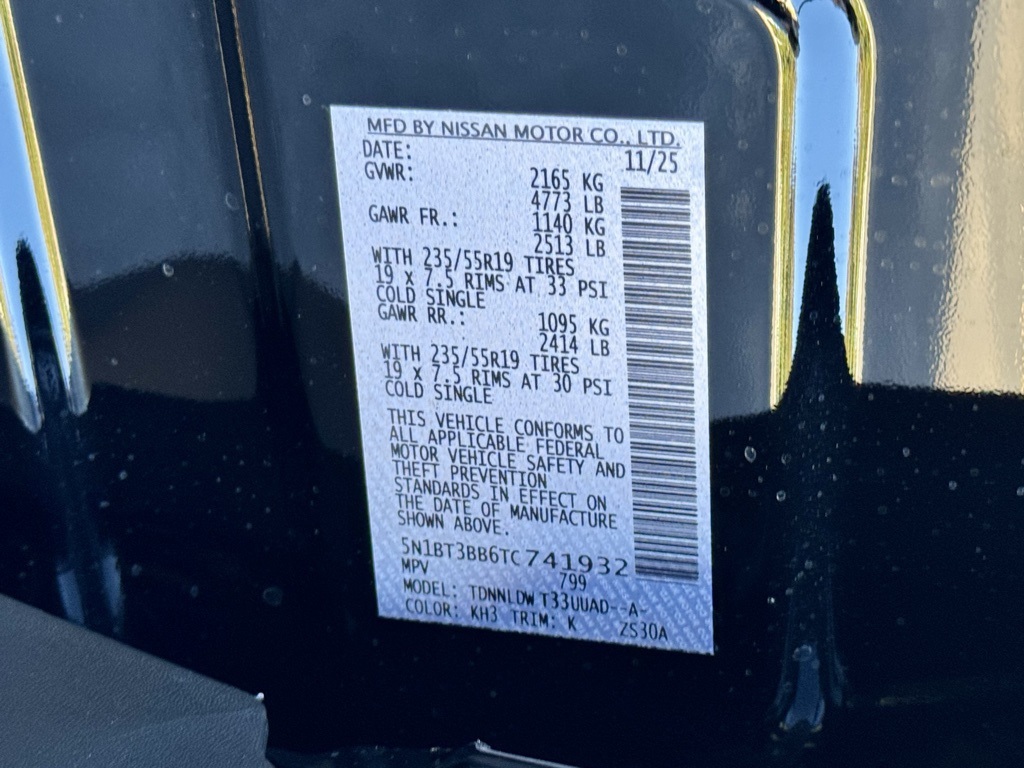 MFD BY NISSAN MOTOR CO., LTD.
DATE: 11/25
GVWR: 2165 KG
4773 LB
GAWR FR.: 1140 KG
2513 LB
WITH 235/55R19 TIRES
19 x 7.5 RIMS AT 33 PSI
COLD SINGLE
GAWR RR.: 1095 KG
2414 LB
WITH 235/55R19 TIRES
19 x 7.5 RIMS AT 30 PSI
COLD SINGLE
THIS VEHICLE CONFORMS TO
ALL APPLICABLE FEDERAL
MOTOR VEHICLE SAFETY AND
THEFT PREVENTION
STANDARDS IN EFFECT ON
THE DATE OF MANUFACTURE
SHOWN ABOVE.
5N1BT3BB6TC741932
MPV 799
MODEL: TDNNLDW T33UUAD--A-
COLOR: KH3 TRIM: K ZS30A